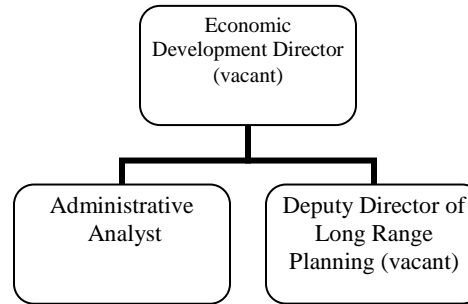 Economic
Development Director
(vacant)
Administrative
Analyst
Deputy Director of
Long Range
Planning (vacant)